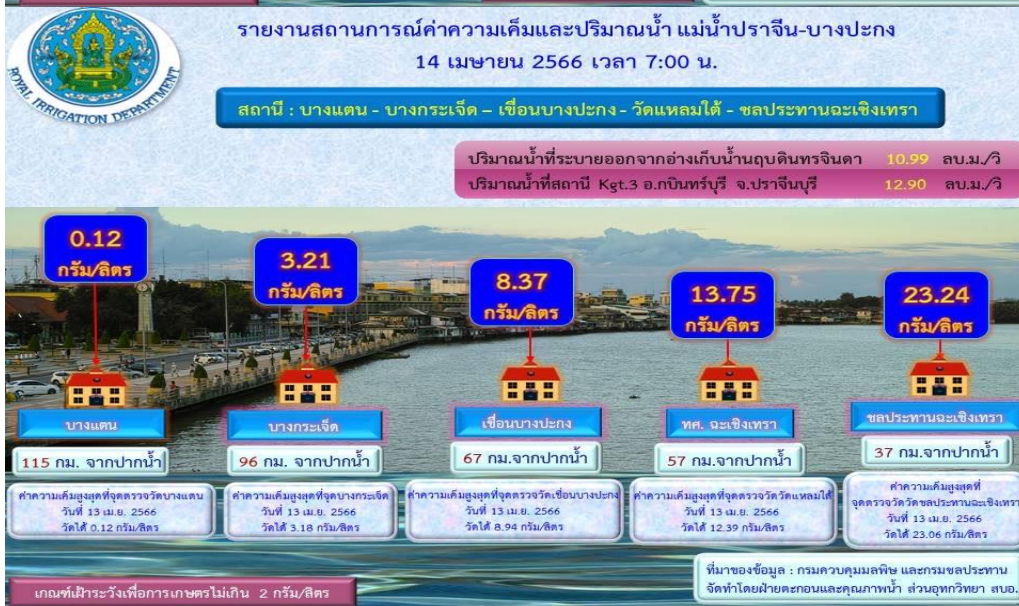 รายงานสถานการณ์ค่าความเค็มและปริมาณน้ำ แม่น้ำปราจีน-บางปะกง
14 เมษายน 2566 เวลา 7:00 น.
ROYAL IRRIGATION DEPARTMENT
สถานี : บางแตน - บางกระเจ็ด – เขื่อนบางปะกง - วัดแหลมใต้ - ชลประทานฉะเชิงเทรา
ปริมาณน้ำที่ระบายออกจากอ่างเก็บน้ำนฤบดินทรจินดา 10.99 ลบ.ม./วิ
ปริมาณน้ำที่สถานี Kgt.3 อ.กบินทร์บุรี จ.ปราจีนบุรี 12.90 ลบ.ม./วิ
0.12
กรัม/ลิตร
3.21
กรัม/ลิตร
8.37
กรัม/ลิตร
13.75
กรัม/ลิตร
23.24
กรัม/ลิตร
บางแตน
บางกระเจ็ด
เขื่อนบางปะกง
ทศ. ฉะเชิงเทรา
ชลประทานฉะเชิงเทรา
115 กม. จากปากน้ำ
96 กม. จากปากน้ำ
67 กม.จากปากน้ำ
57 กม.จากปากน้ำ
37 กม.จากปากน้ำ
ค่าความเค็มสูงสุดที่จุดตรวจวัดบางแตน
วันที่ 13 เม.ย. 2566
วัดได้ 0.12 กรัม/ลิตร
ค่าความเค็มสูงสุดที่จุดบางกระเจ็ด
วันที่ 13 เม.ย. 2566
วัดได้ 3.18 กรัม/ลิตร
ค่าความเค็มสูงสุดที่จุดตรวจวัดเขื่อนบางปะกง
วันที่ 13 เม.ย. 2566
วัดได้ 8.94 กรัม/ลิตร
ค่าความเค็มสูงสุดที่จุดตรวจวัดวัดแหลมใต้
วันที่ 13 เม.ย. 2566
วัดได้ 12.39 กรัม/ลิตร
ค่าความเค็มสูงสุดที่
จุดตรวจวัดวัดชลประทานฉะเชิงเทรา
วันที่ 13 เม.ย. 2566
วัดได้ 23.06 กรัม/ลิตร
เกณฑ์เฝ้าระวังเพื่อการเกษตรไม่เกิน 2 กรัม/ลิตร
ที่มาของข้อมูล : กรมควบคุมมลพิษ และกรมชลประทาน
จัดทำโดยฝ่ายตะกอนและคุณภาพน้ำ ส่วนอุทกวิทยา สบอ.